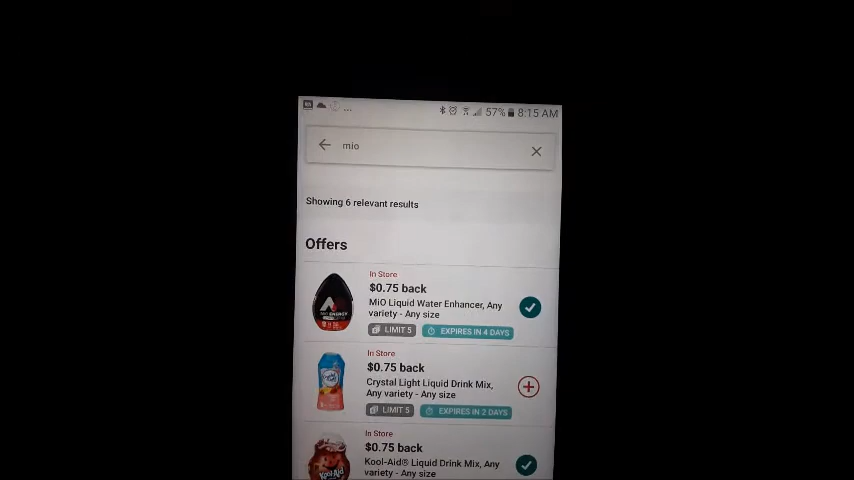 57% 8:15 AM
mio
Showing 6 relevant results
Offers
In Store
$0.75 back
MiO Liquid Water Enhancer, Any
variety - Any size
LIMIT 5 EXPIRES IN 4 DAYS
In Store
$0.75 back
Crystal Light Liquid Drink Mix,
Any variety - Any size
LIMIT 5 EXPIRES IN 2 DAYS
In Store
$0.75 back
Kool-Aid® Liquid Drink Mix, Any
variety - Any size
Kool-Aid